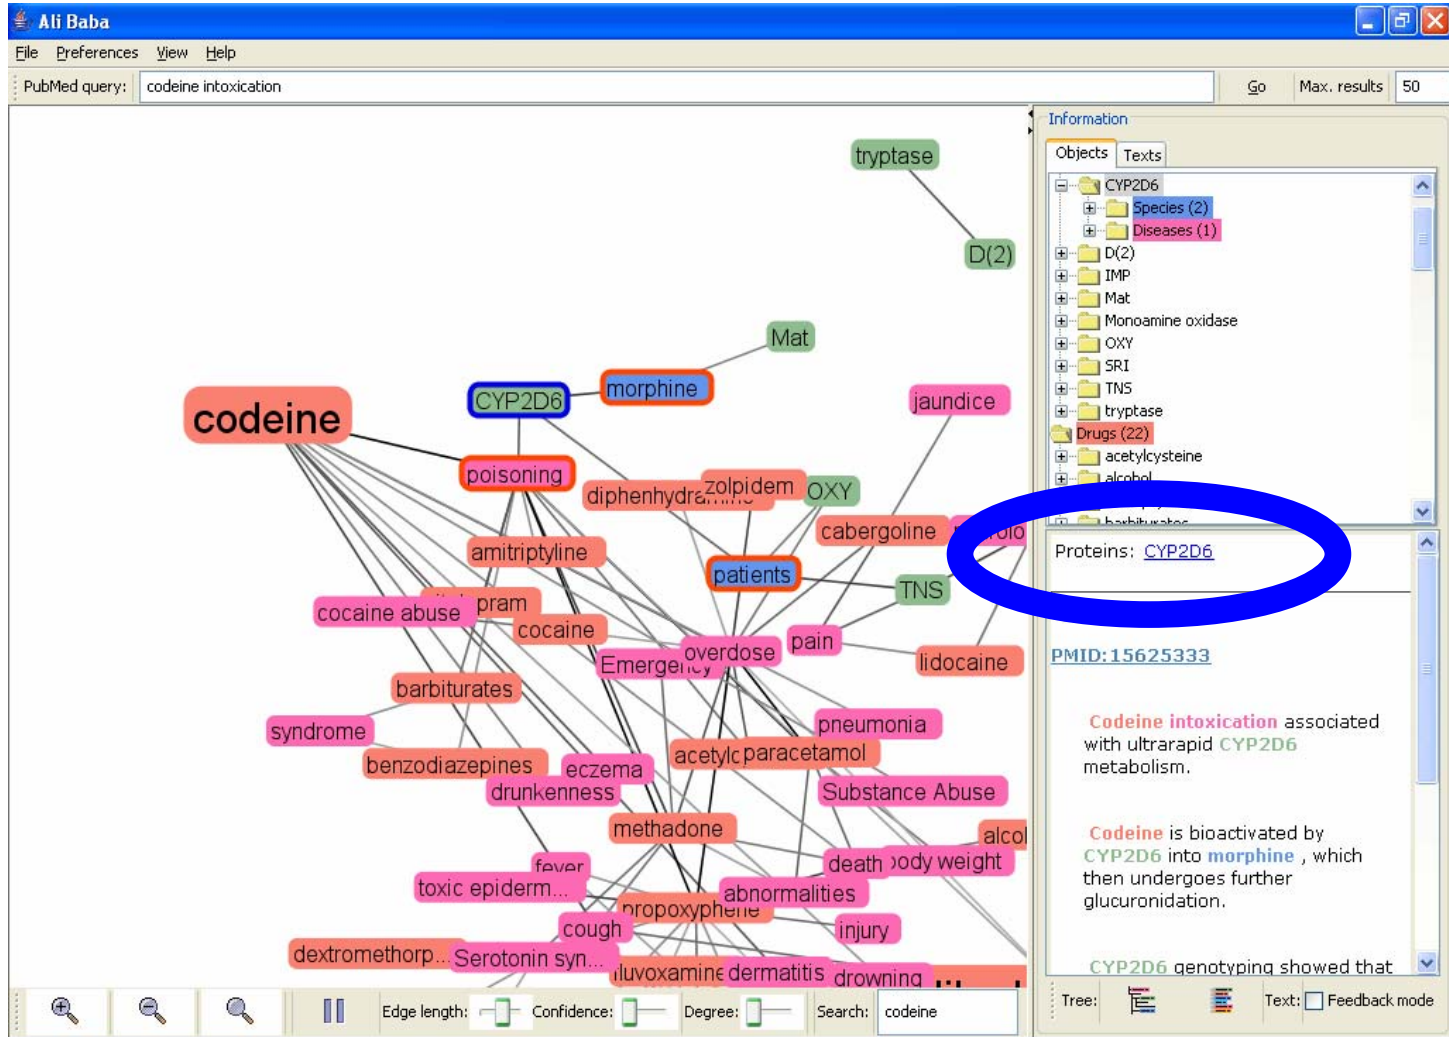 Ali Baba
File Preferences View Help
PubMed query: codeine intoxication Go Max. results 50
Information
Objects Texts
CYP2D6
Species (2)
Diseases (1)
D(2)
IMP
Mat
Monoamine oxidase
OXY
SRI
TNS
tryptase
Drugs (22)
acetylcysteine
alcohol
barbiturates
Proteins: CYP2D6
PMID:15625333
Codeine intoxication associated
with ultrarapid CYP2D6
metabolism.
Codeine is bioactivated by
CYP2D6 into morphine , which
then undergoes further
glucuronidation.
CYP2D6 genotyping showed that
Tree: Text: Feedback mode
tryptase
D(2)
Mat
morphine
CYP2D6
codeine
jaundice
poisoning
zolpidem
OXY
cabergoline
amitriptyline
patients
TNS
cocaine abuse
cocaine
pain
overdose
Emergency
lidocaine
barbiturates
syndrome
pneumonia
benzodiazepines
eczema
paracetamol
drunkenness
Substance Abuse
methadone
fever
death
body weight
toxic epiderm...
abnormalities
propoxyphene
cough
injury
dextromethorp...
Serotonin syn...
fluvoxamine
dermatitis
drowning
Edge length: Confidence: Degree: Search: codeine